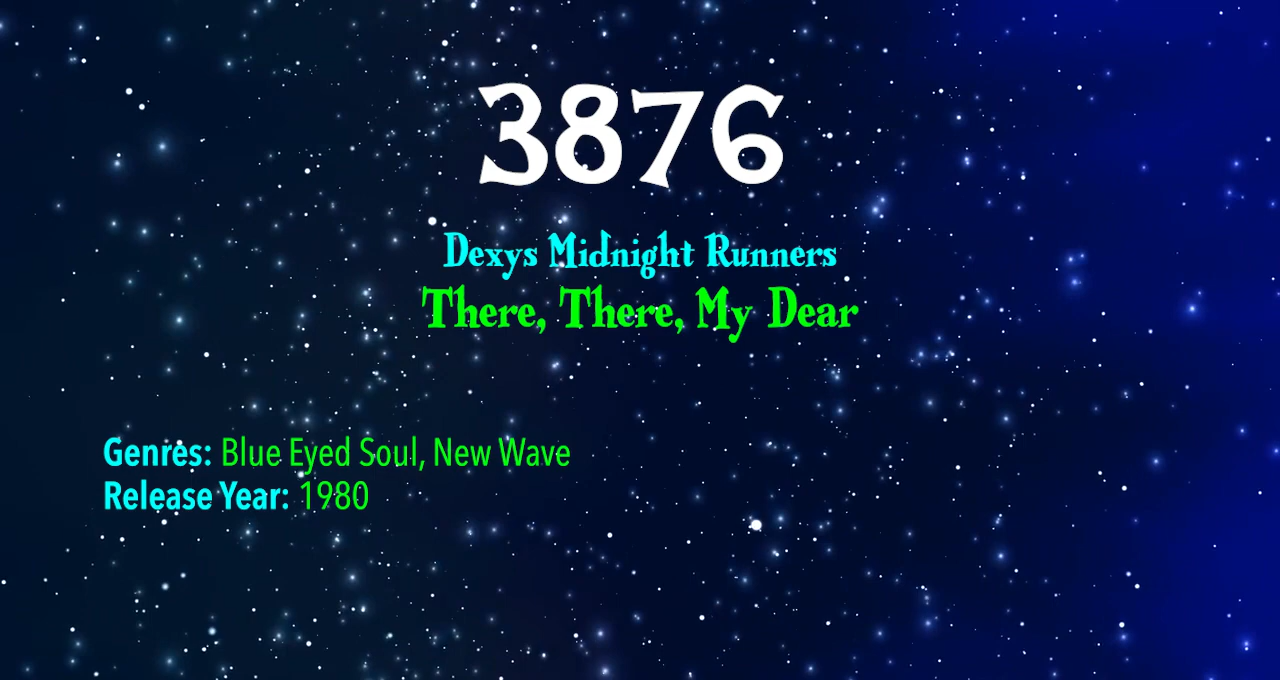 3876
Dexys Midnight Runners
There, There, My Dear
Genres: Blue Eyed Soul, New Wave
Release Year: 1980